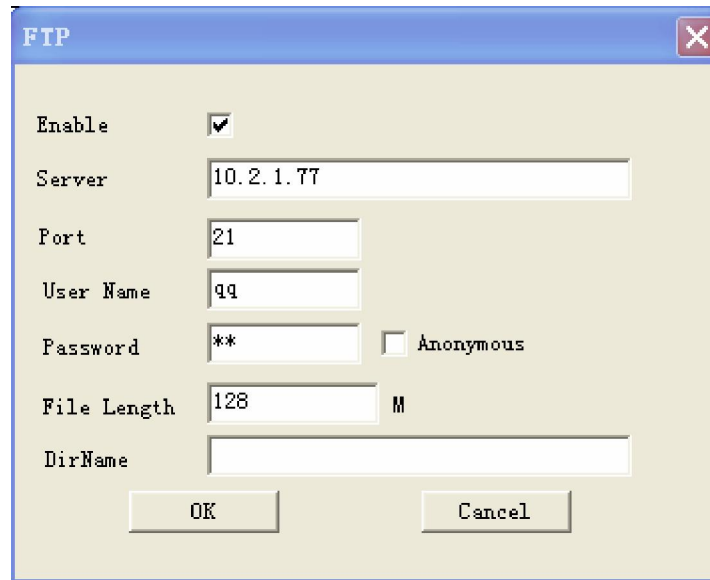 FTP
Enable
Server 10.2.1.77
Port 21
User Name qq
Password ** Anonymous
File Length 128 M
DirName
OK Cancel